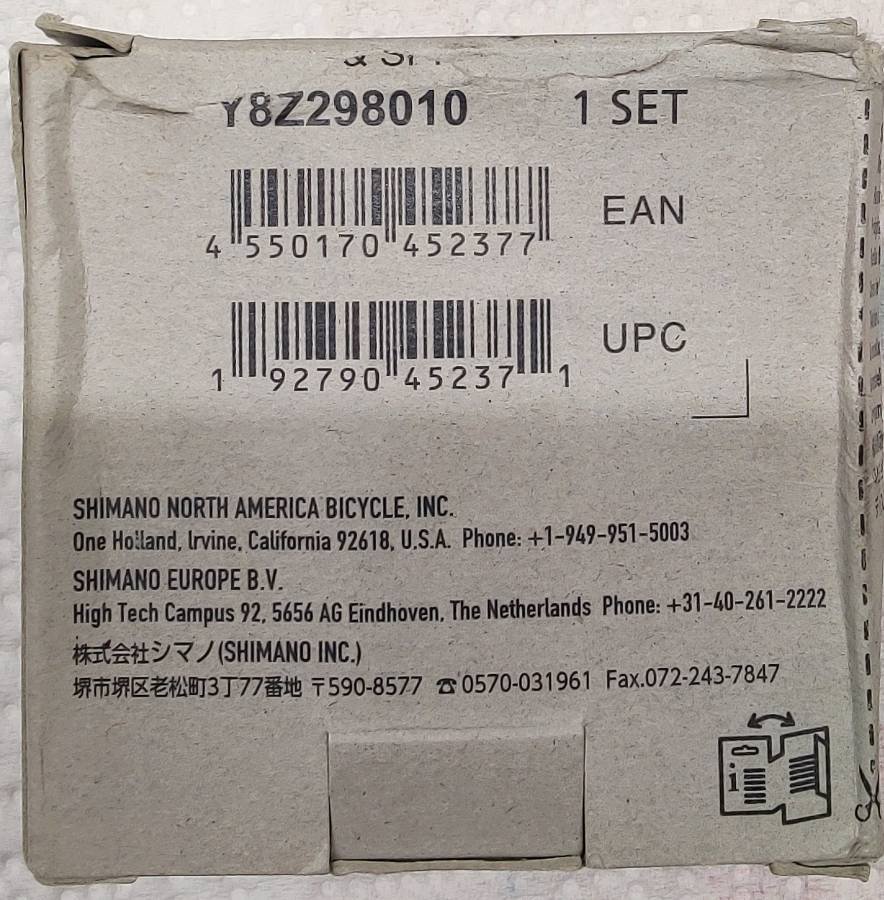 Y8Z298010 1 SET
EAN
4 550170 452377
UPC
1 92790 45237 1
SHIMANO NORTH AMERICA BICYCLE, INC.
One Holland, Irvine, California 92618, U.S.A. Phone: +1-949-951-5003
SHIMANO EUROPE B.V.
High Tech Campus 92, 5656 AG Eindhoven, The Netherlands Phone: +31-40-261-2222
株式会社シマノ(SHIMANO INC.)
堺市堺区老松町3丁77番地 〒590-8577 ☎0570-031961 Fax.072-243-7847
i